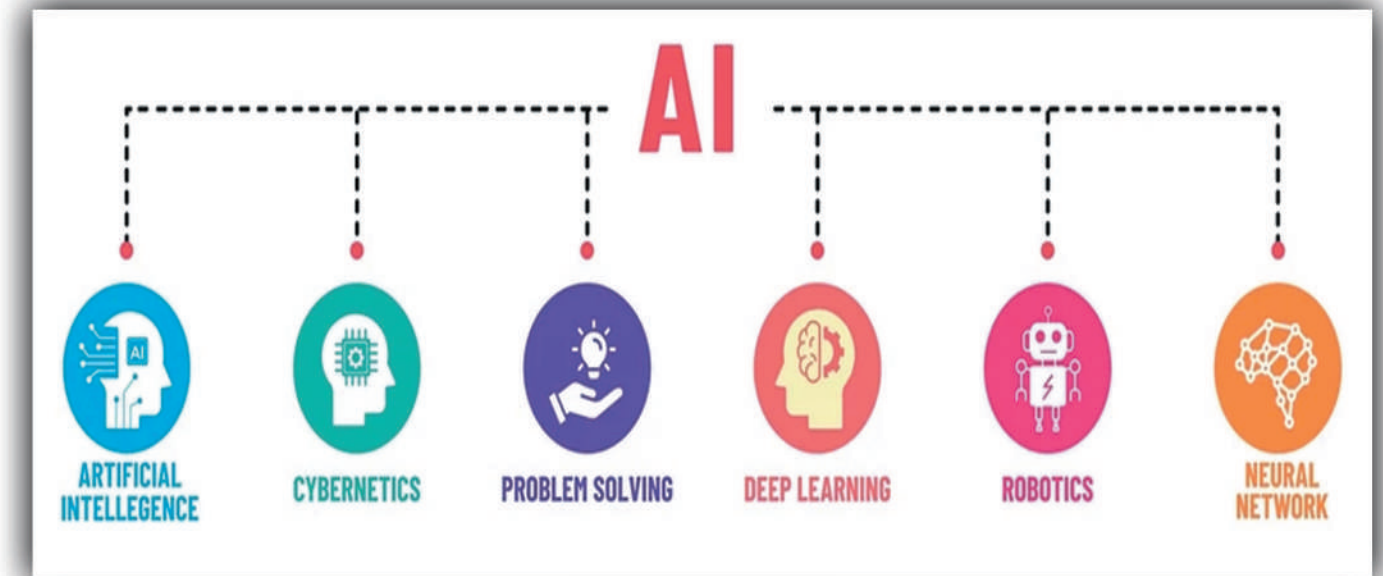 AI
AI
ARTIFICIAL
INTELLEGENCE
CYBERNETICS
PROBLEM SOLVING
DEEP LEARNING
ROBOTICS
NEURAL
NETWORK